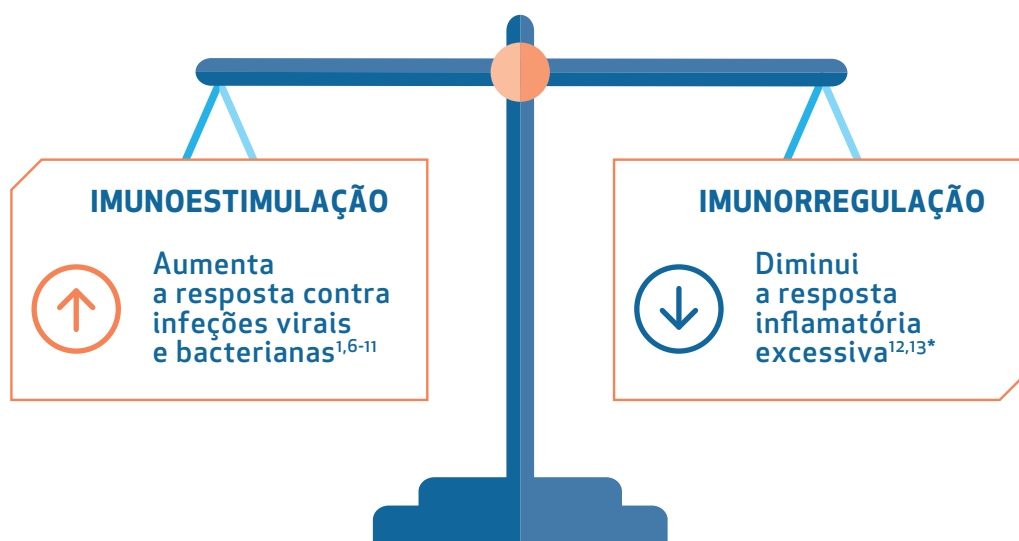 IMUNOESTIMULAÇÃO
Aumenta
a resposta contra
infeções virais
e bacterianas1,6-11
IMUNORREGULAÇÃO
Diminui
a resposta
inflamatória
excessiva12,13*